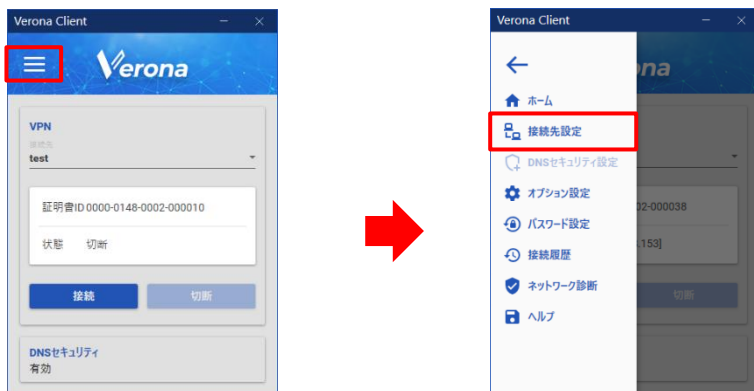 Verona Client
Verona
VPN
接続先
test
証明書ID 0000-0148-0002-000010
状態 切断
接続 切断
DNSセキュリティ
有効
Verona Client
ona
ホーム
接続先設定
DNSセキュリティ設定
オプション設定
02-000038
パスワード設定
.153]
接続履歴
ネットワーク診断
切断
ヘルプ